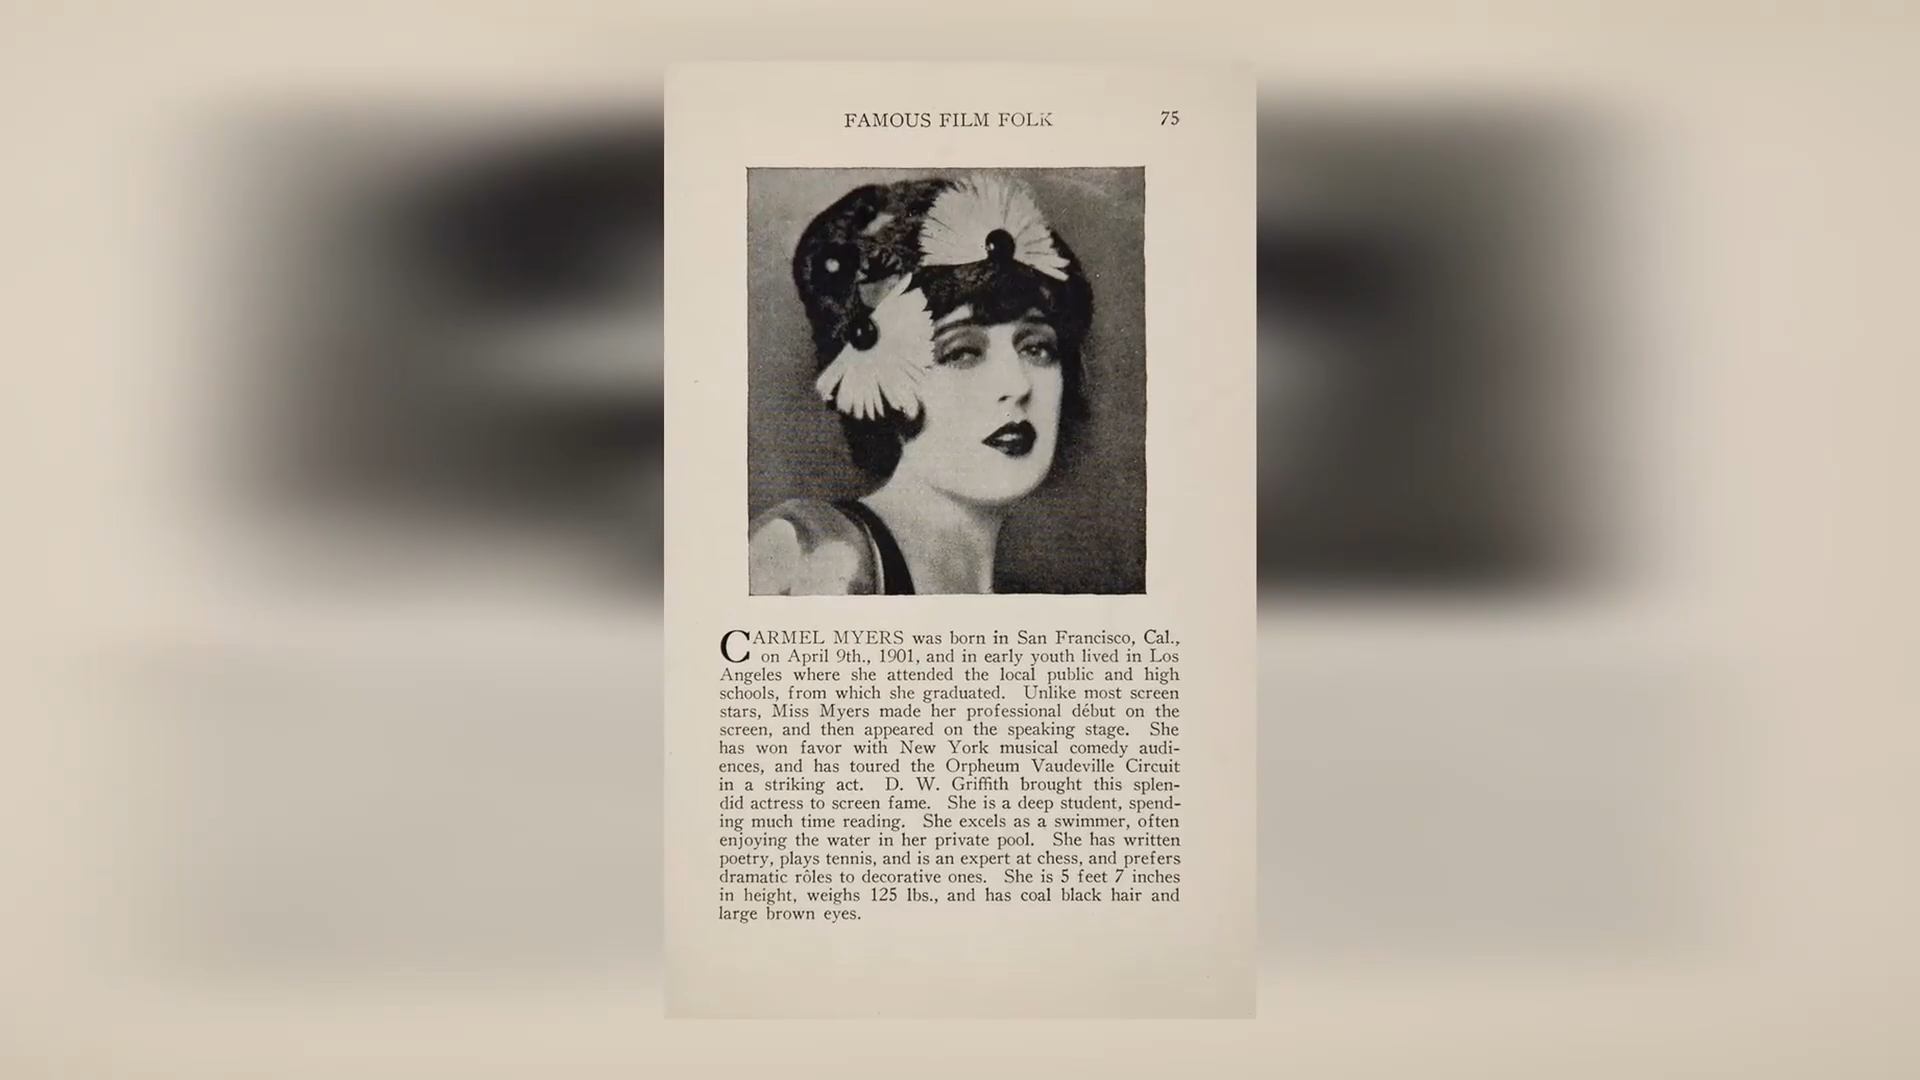 FAMOUS FILM FOLK 75
CARMEL MYERS was born in San Francisco, Cal.,
on April 9th., 1901, and in early youth lived in Los
Angeles where she attended the local public and high
schools, from which she graduated. Unlike most screen
stars, Miss Myers made her professional début on the
screen, and then appeared on the speaking stage. She
has won favor with New York musical comedy audi-
ences, and has toured the Orpheum Vaudeville Circuit
in a striking act. D. W. Griffith brought this splen-
did actress to screen fame. She is a deep student, spend-
ing much time reading. She excels as a swimmer, often
enjoying the water in her private pool. She has written
poetry, plays tennis, and is an expert at chess, and prefers
dramatic rôles to decorative ones. She is 5 feet 7 inches
in height, weighs 125 lbs., and has coal black hair and
large brown eyes.